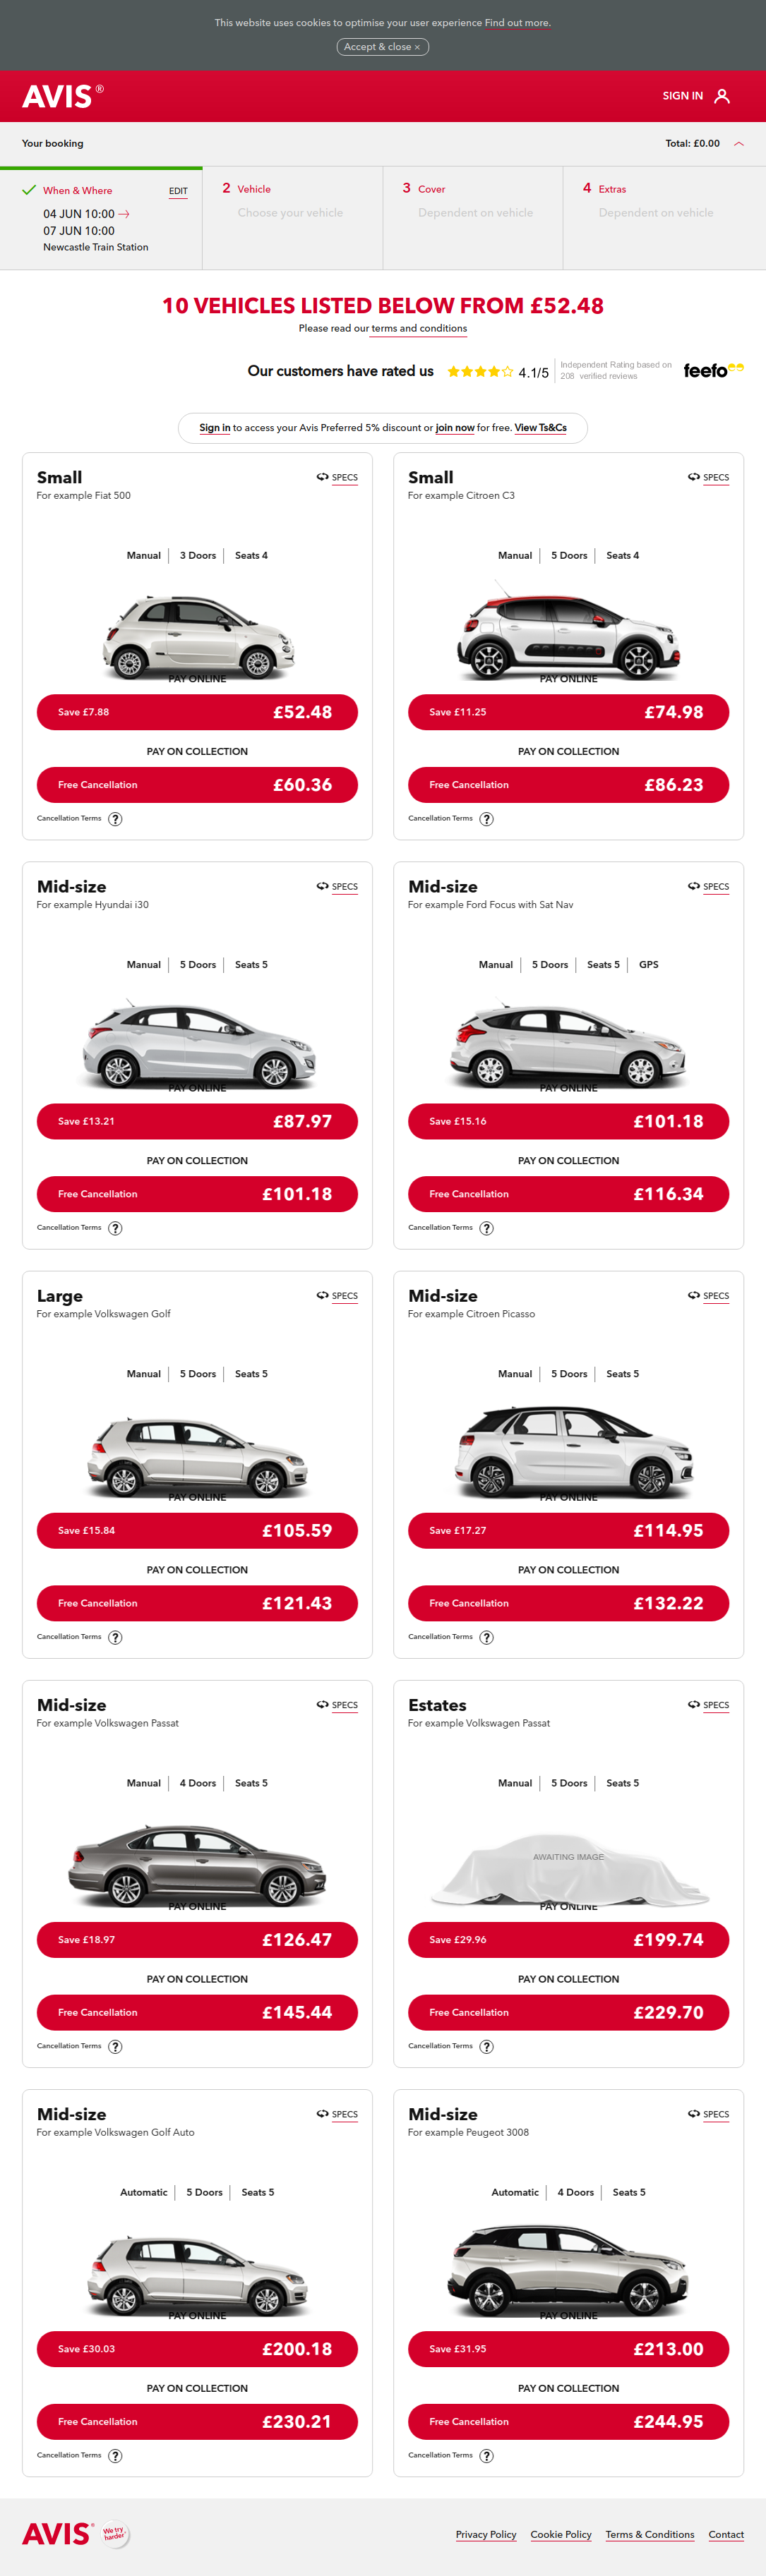 This website uses cookies to optimise your user experience Find out more.
Accept & close ×
AVIS ®
SIGN IN
Your booking
Total: £0.00
When & Where
EDIT
04 JUN 10:00 →
07 JUN 10:00
Newcastle Train Station
2 Vehicle
Choose your vehicle
3 Cover
Dependent on vehicle
4 Extras
Dependent on vehicle
10 VEHICLES LISTED BELOW FROM £52.48
Please read our terms and conditions
Our customers have rated us
4.1/5
Independent Rating based on
208 verified reviews
feefo
Sign in to access your Avis Preferred 5% discount or join now for free. View Ts&Cs
Small
SPECS
For example Fiat 500
Manual | 3 Doors | Seats 4
PAY ONLINE
Save £7.88 £52.48
PAY ON COLLECTION
Free Cancellation £60.36
Cancellation Terms ?
Small
SPECS
For example Citroen C3
Manual | 5 Doors | Seats 4
PAY ONLINE
Save £11.25 £74.98
PAY ON COLLECTION
Free Cancellation £86.23
Cancellation Terms ?
Mid-size
SPECS
For example Hyundai i30
Manual | 5 Doors | Seats 5
PAY ONLINE
Save £13.21 £87.97
PAY ON COLLECTION
Free Cancellation £101.18
Cancellation Terms ?
Mid-size
SPECS
For example Ford Focus with Sat Nav
Manual | 5 Doors | Seats 5 | GPS
PAY ONLINE
Save £15.16 £101.18
PAY ON COLLECTION
Free Cancellation £116.34
Cancellation Terms ?
Large
SPECS
For example Volkswagen Golf
Manual | 5 Doors | Seats 5
PAY ONLINE
Save £15.84 £105.59
PAY ON COLLECTION
Free Cancellation £121.43
Cancellation Terms ?
Mid-size
SPECS
For example Citroen Picasso
Manual | 5 Doors | Seats 5
PAY ONLINE
Save £17.27 £114.95
PAY ON COLLECTION
Free Cancellation £132.22
Cancellation Terms ?
Mid-size
SPECS
For example Volkswagen Passat
Manual | 4 Doors | Seats 5
PAY ONLINE
Save £18.97 £126.47
PAY ON COLLECTION
Free Cancellation £145.44
Cancellation Terms ?
Estates
SPECS
For example Volkswagen Passat
Manual | 5 Doors | Seats 5
AWAITING IMAGE
PAY ONLINE
Save £29.96 £199.74
PAY ON COLLECTION
Free Cancellation £229.70
Cancellation Terms ?
Mid-size
SPECS
For example Volkswagen Golf Auto
Automatic | 5 Doors | Seats 5
PAY ONLINE
Save £30.03 £200.18
PAY ON COLLECTION
Free Cancellation £230.21
Cancellation Terms ?
Mid-size
SPECS
For example Peugeot 3008
Automatic | 4 Doors | Seats 5
PAY ONLINE
Save £31.95 £213.00
PAY ON COLLECTION
Free Cancellation £244.95
Cancellation Terms ?
AVIS®
We try
harder.
Privacy Policy
Cookie Policy
Terms & Conditions
Contact